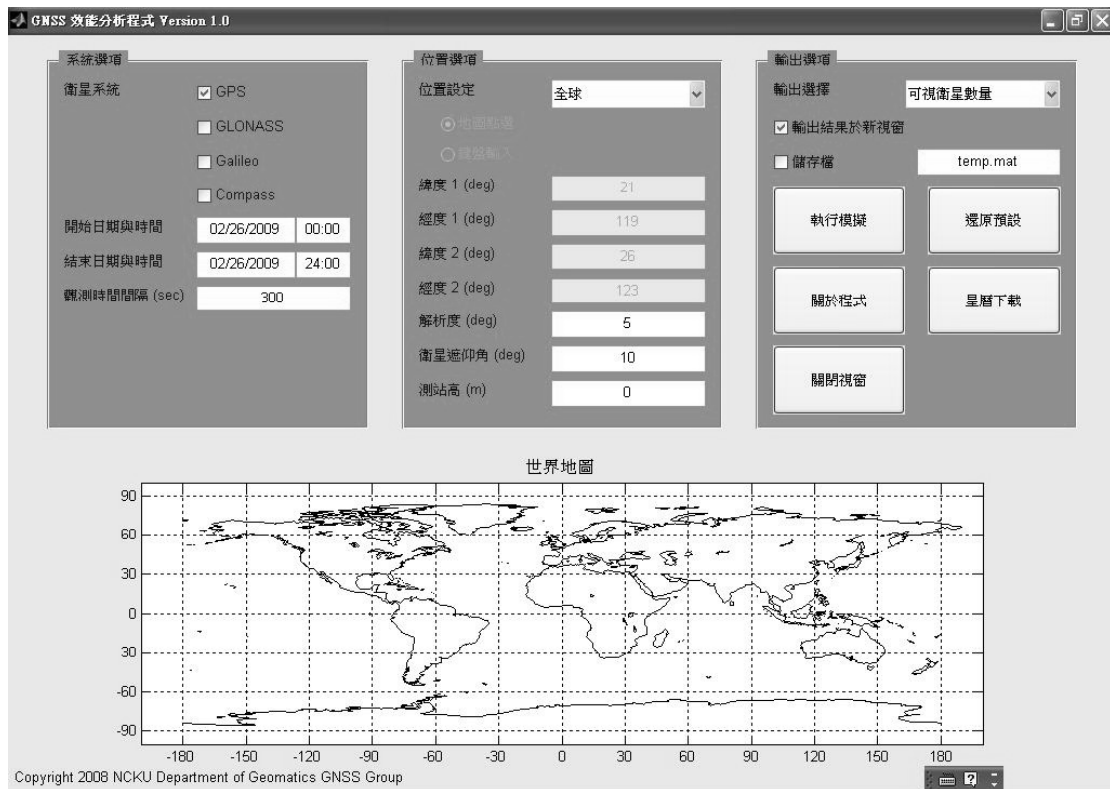 GNSS 效能分析程式 Version 1.0
系統選項
衛星系統
GPS
GLONASS
Galileo
Compass
開始日期與時間 02/26/2009 00:00
結束日期與時間 02/26/2009 24:00
觀測時間間隔 (sec) 300
位置選項
位置設定 全球
地圖點選
鍵盤輸入
緯度 1 (deg) 21
經度 1 (deg) 119
緯度 2 (deg) 26
經度 2 (deg) 123
解析度 (deg) 5
衛星遮仰角 (deg) 10
測站高 (m) 0
輸出選項
輸出選擇 可視衛星數量
輸出結果於新視窗
儲存檔 temp.mat
執行模擬 還原預設
關於程式 星曆下載
關閉視窗
世界地圖
90
60
30
0
30
-60
-90
-180 -150 -120 -90 -60 -30 0 30 60 90 120 150 180
Copyright 2008 NCKU Department of Geomatics GNSS Group